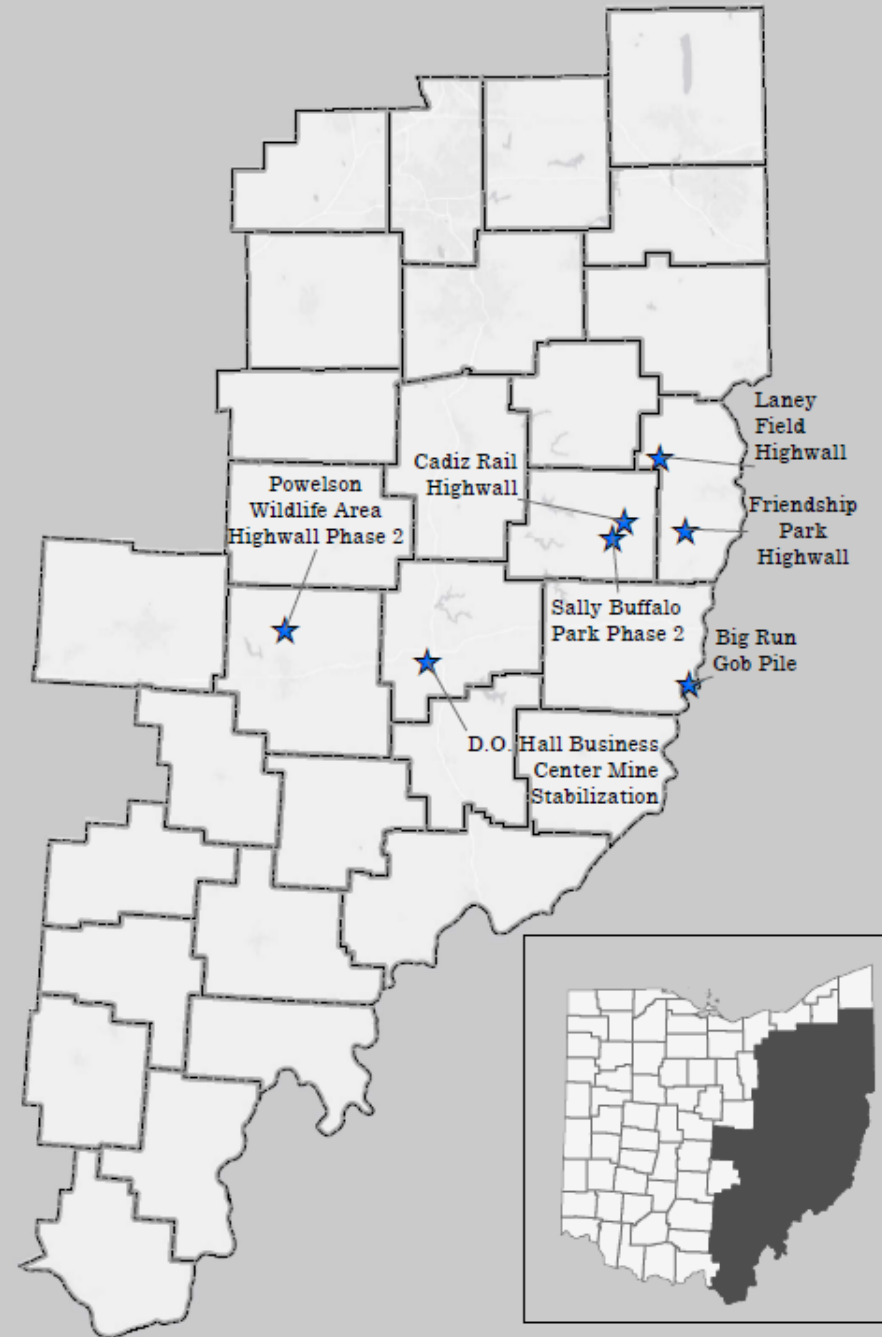 Laney
Field
Highwall
Cadiz Rail
Highwall
Powelson
Wildlife Area
Highwall Phase 2
Friendship
Park
Highwall
Sally Buffalo
Park Phase 2
Big Run
Gob Pile
D.O. Hall Business
Center Mine
Stabilization